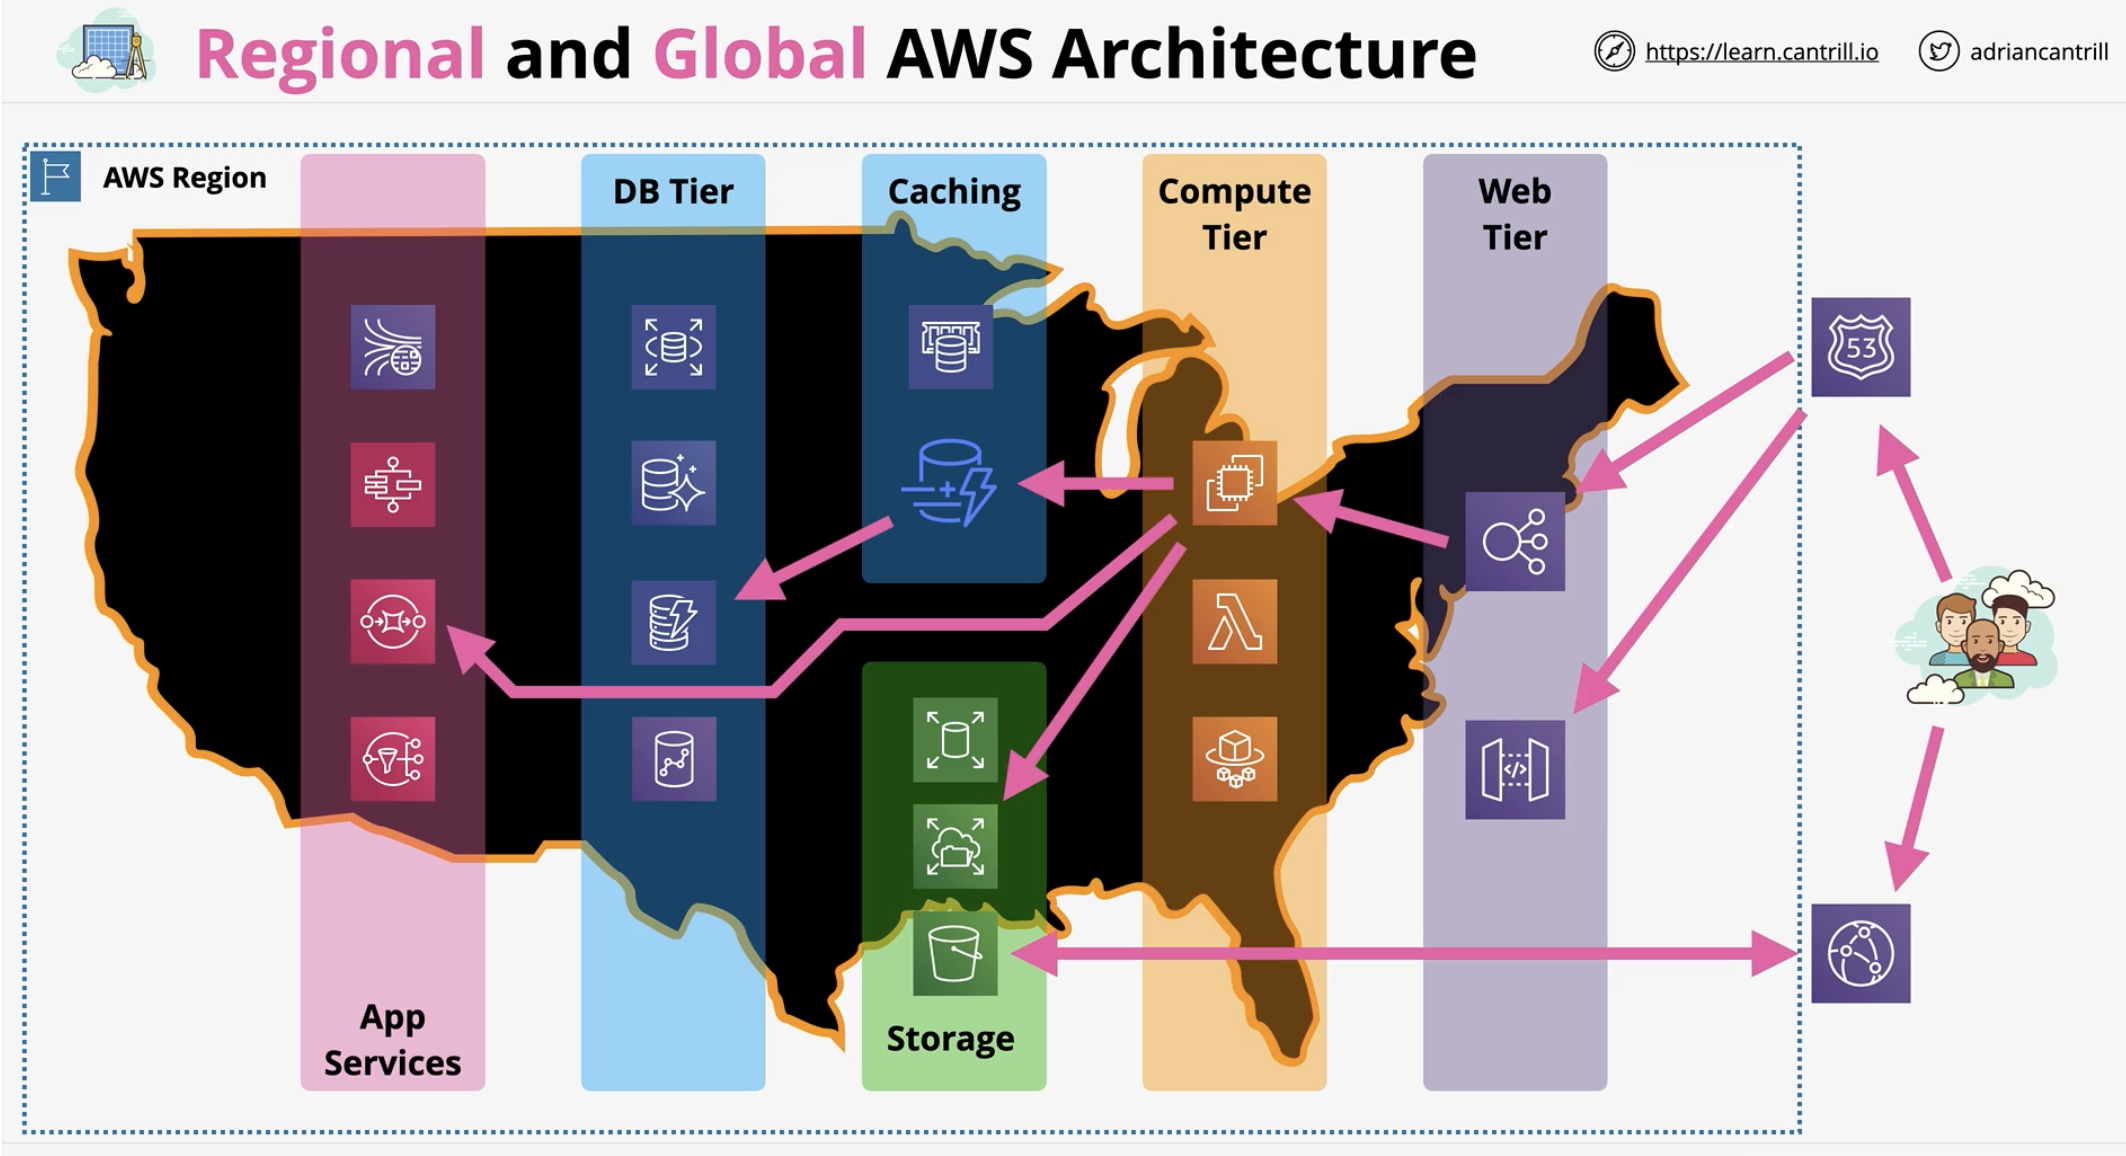 Regional and Global AWS Architecture
https://learn.cantrill.io
adriancantrill
AWS Region
DB Tier
Caching
Compute
Tier
Web
Tier
53
</>
App
Services
Storage